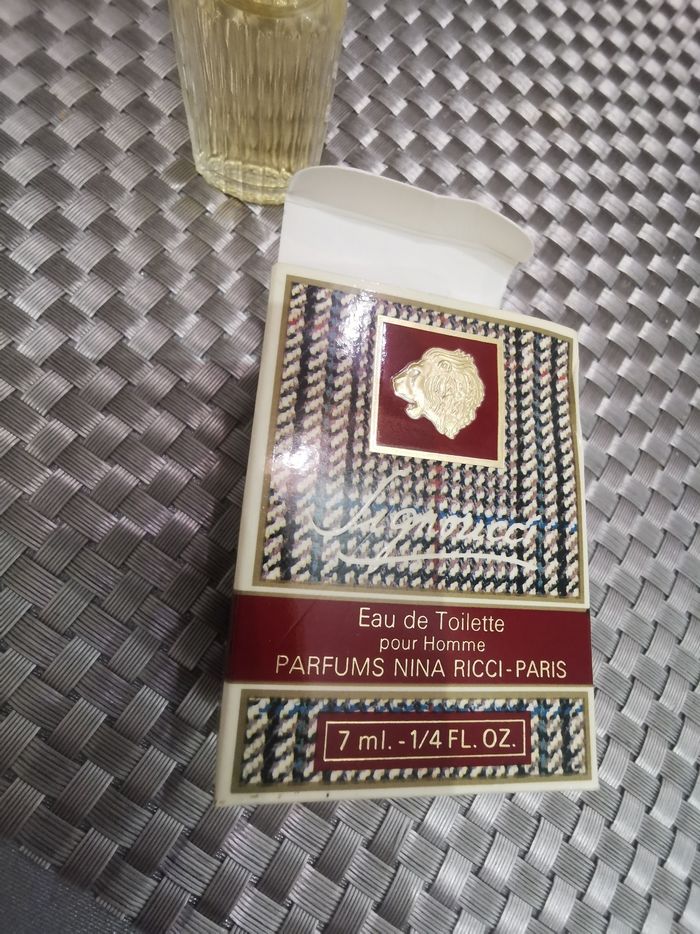 Signoricci
Eau de Toilette
pour Homme
PARFUMS NINA RICCI-PARIS
7 ml. - 1/4 FL. OZ.